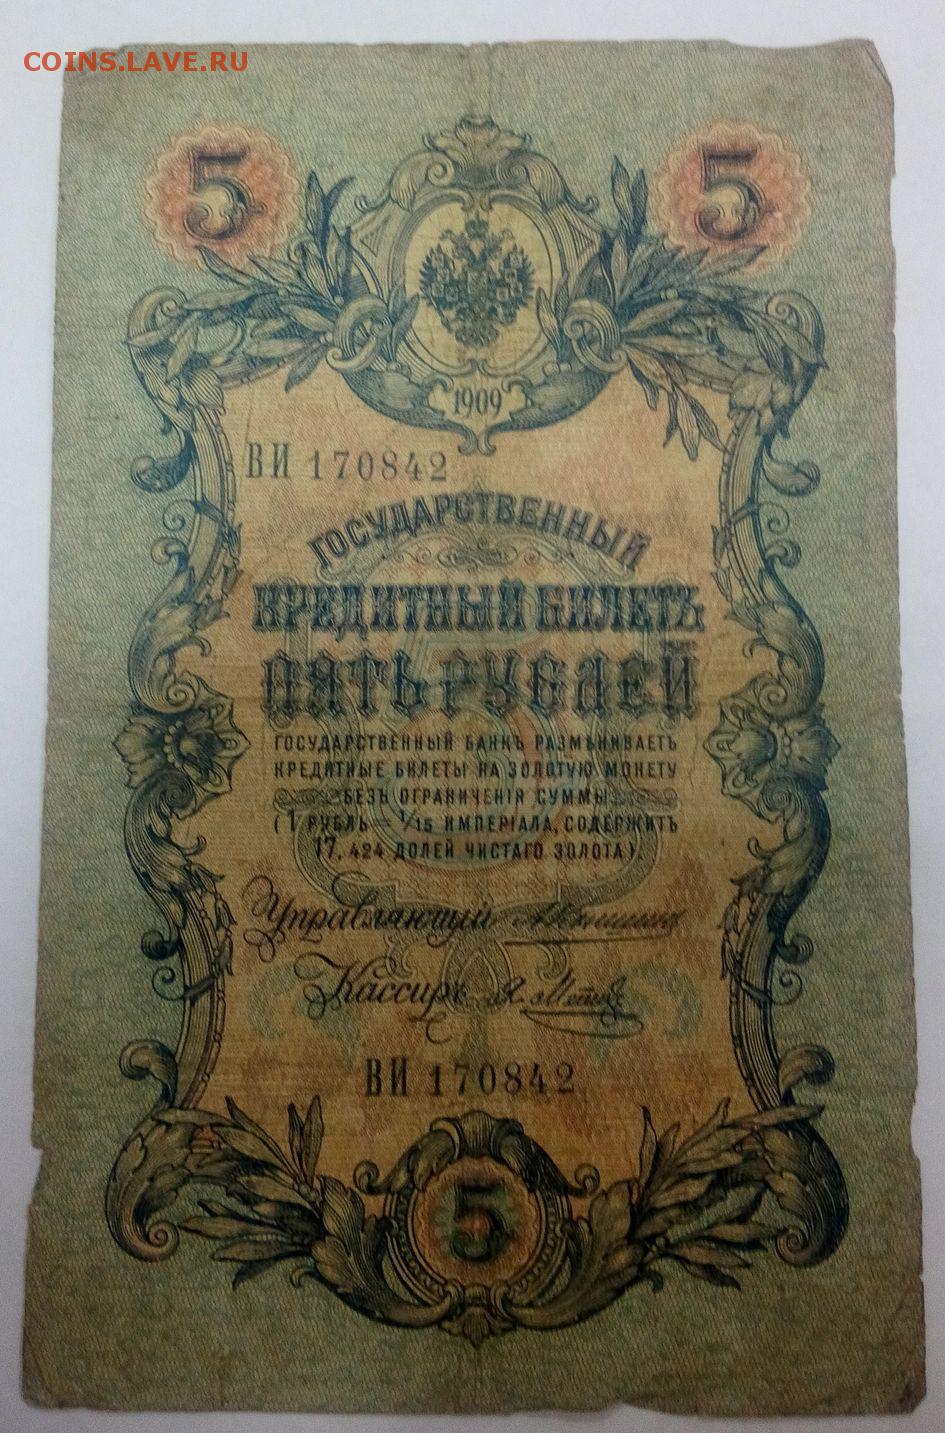 COINS.LAVE.RU
5 5
1909
ВИ 170842
ГОСУДАРСТВЕННЫЙ
КРЕДИТНЫЙ БИЛЕТЪ
ПЯТЬ РУБЛЕЙ
ГОСУДАРСТВЕННЫЙ БАНКЪ РАЗМѢНИВАЕТЪ
КРЕДИТНЫЕ БИЛЕТЫ НА ЗОЛОТУЮ МОНЕТУ
БЕЗЪ ОГРАНИЧЕНІЯ СУММЫ
(1 РУБЛЬ = 1/15 ИМПЕРІАЛА, СОДЕРЖИТЪ
17,424 ДОЛЕЙ ЧИСТАГО ЗОЛОТА).
Управляющій
Кассиръ
ВИ 170842
5